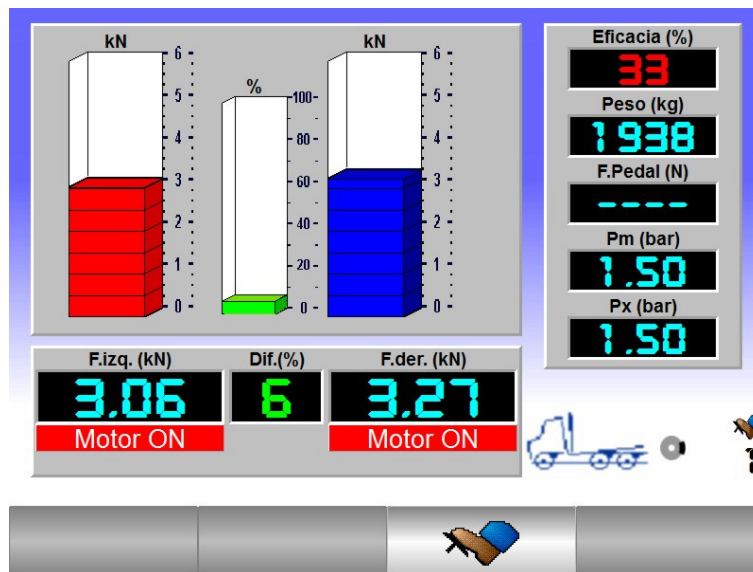 kN
6
5
4
3
2
1
0
%
100
80
60
40
20
0
kN
6
5
4
3
2
1
0
Eficacia (%)
33
Peso (kg)
1938
F.Pedal (N)
----
Pm (bar)
1.50
Px (bar)
1.50
F.izq. (kN)
3.06
Motor ON
Dif.(%)
6
F.der. (kN)
3.27
Motor ON